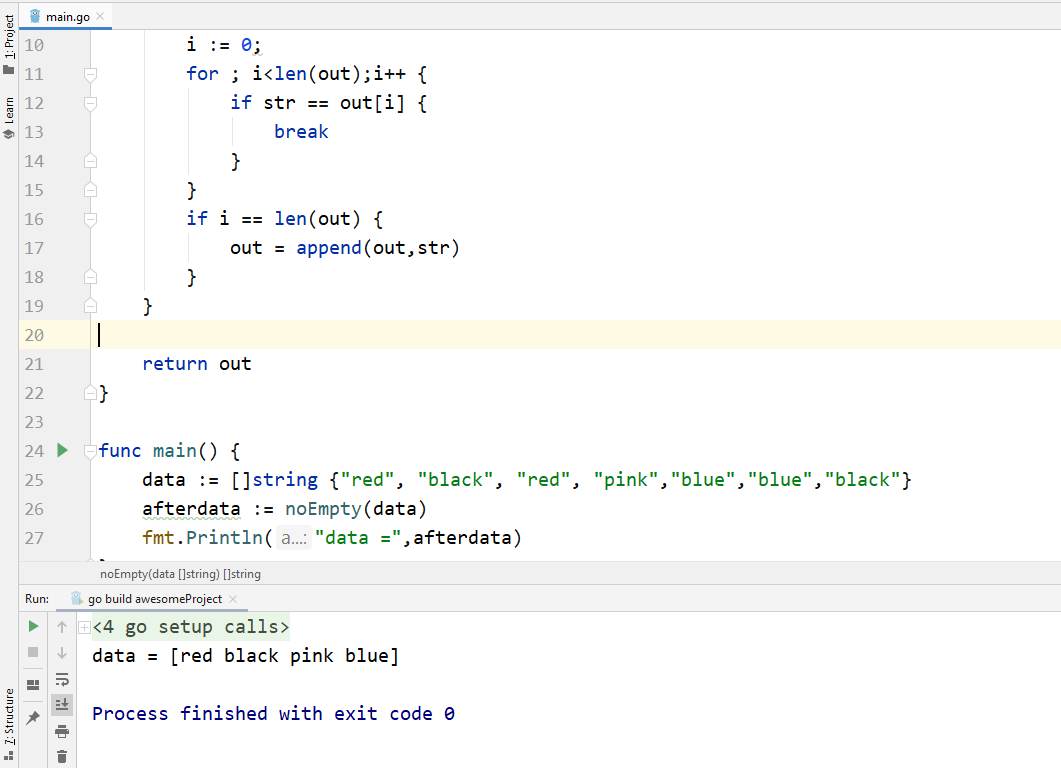 main.go
1: Project
Learn
7: Structure
10 i := 0;
11 for ; i<len(out);i++ {
12 if str == out[i] {
13 break
14 }
15 }
16 if i == len(out) {
17 out = append(out,str)
18 }
19 }
20
21 return out
22 }
23
24 func main() {
25 data := []string {"red", "black", "red", "pink","blue","blue","black"}
26 afterdata := noEmpty(data)
27 fmt.Println( a...: "data =",afterdata)
noEmpty(data []string) []string
Run: go build awesomeProject
<4 go setup calls>
data = [red black pink blue]
Process finished with exit code 0